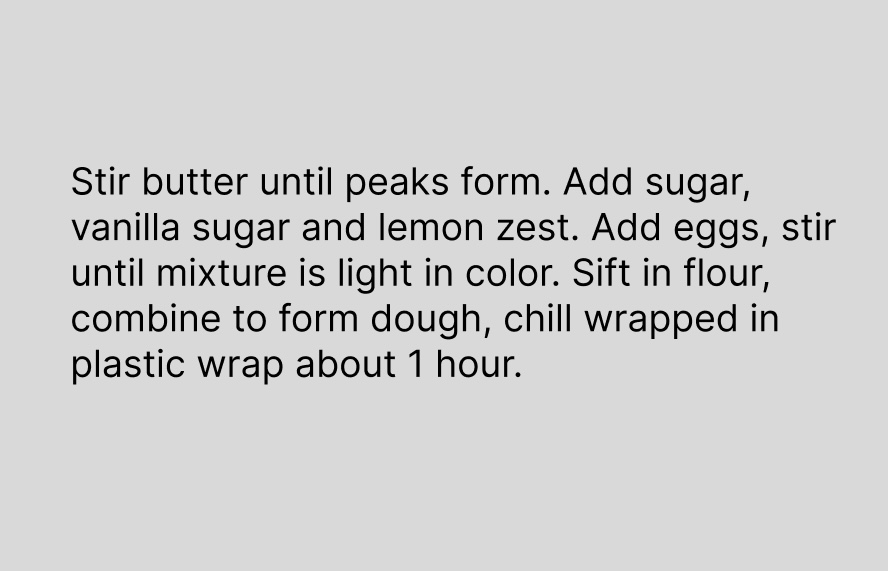 Stir butter until peaks form. Add sugar,
vanilla sugar and lemon zest. Add eggs, stir
until mixture is light in color. Sift in flour,
combine to form dough, chill wrapped in
plastic wrap about 1 hour.